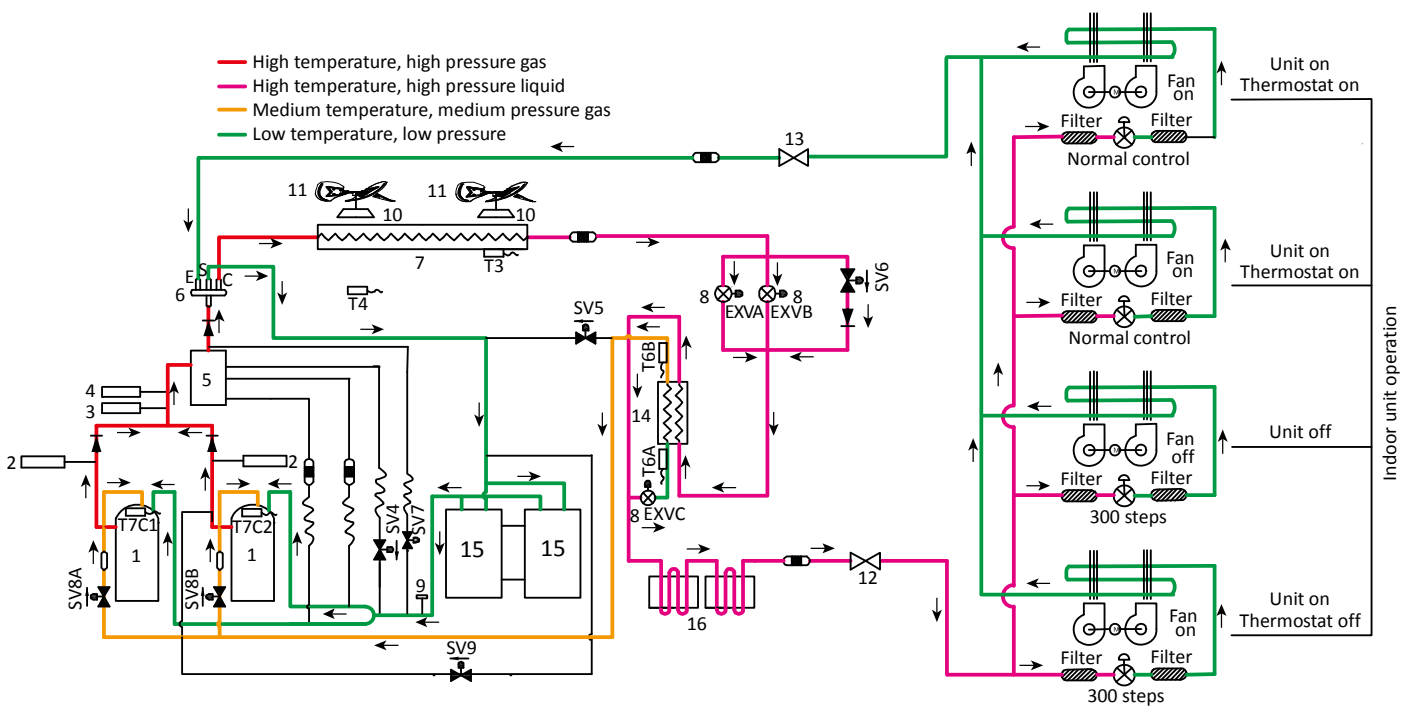 High temperature, high pressure gas
High temperature, high pressure liquid
Medium temperature, medium pressure gas
Low temperature, low pressure
13
11
11
10
10
7
T3
T4
E
S
C
6
5
4
3
2
2
T7C1
T7C2
1
1
SV8A
SV8B
SV4
SV7
9
SV9
15
15
SV5
T6B
14
T6A
8
EXVC
8
8
EXVA
EXVB
SV6
16
12
M
Fan
on
Filter
Filter
Normal control
Unit on
Thermostat on
M
Fan
on
Filter
Filter
Normal control
Unit on
Thermostat on
M
Fan
off
Filter
Filter
300 steps
Unit off
M
Fan
on
Filter
Filter
300 steps
Unit on
Thermostat off
Indoor unit operation